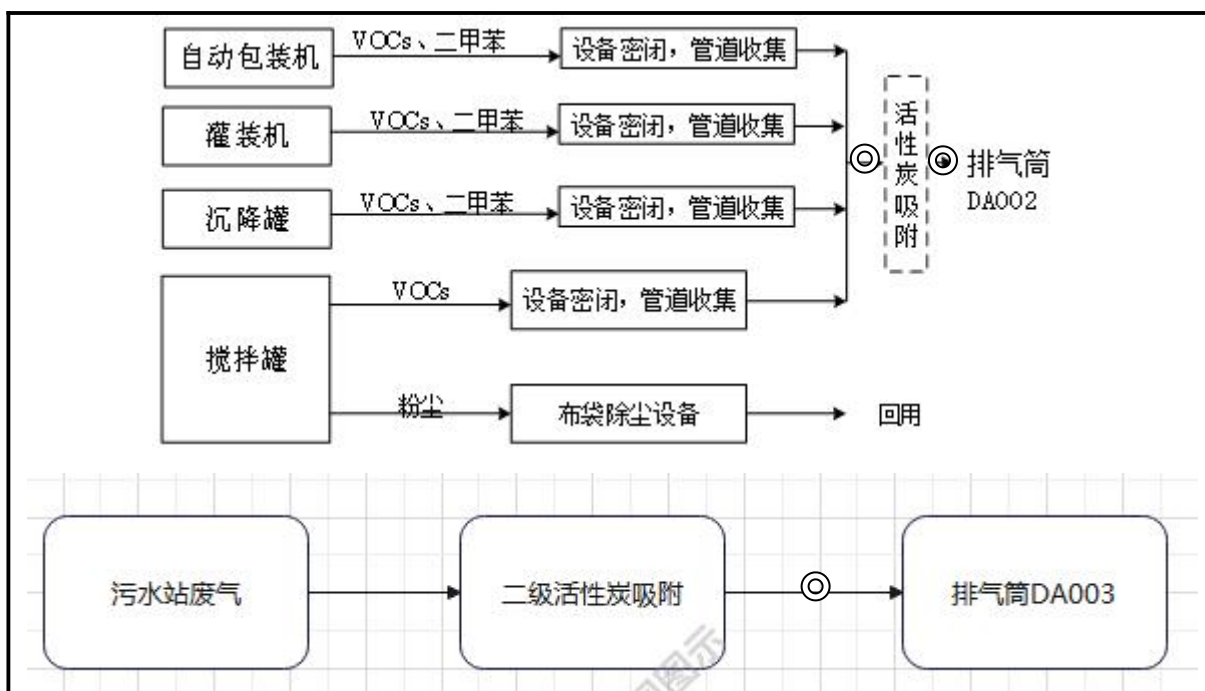 自动包装机
VOCs、二甲苯
设备密闭，管道收集
灌装机
VOCs、二甲苯
设备密闭，管道收集
沉降罐
VOCs、二甲苯
设备密闭，管道收集
搅拌罐
VOCs
设备密闭，管道收集
粉尘
布袋除尘设备
回用
活性炭吸附
排气筒
DA002
污水站废气
二级活性炭吸附
排气筒DA003
图示